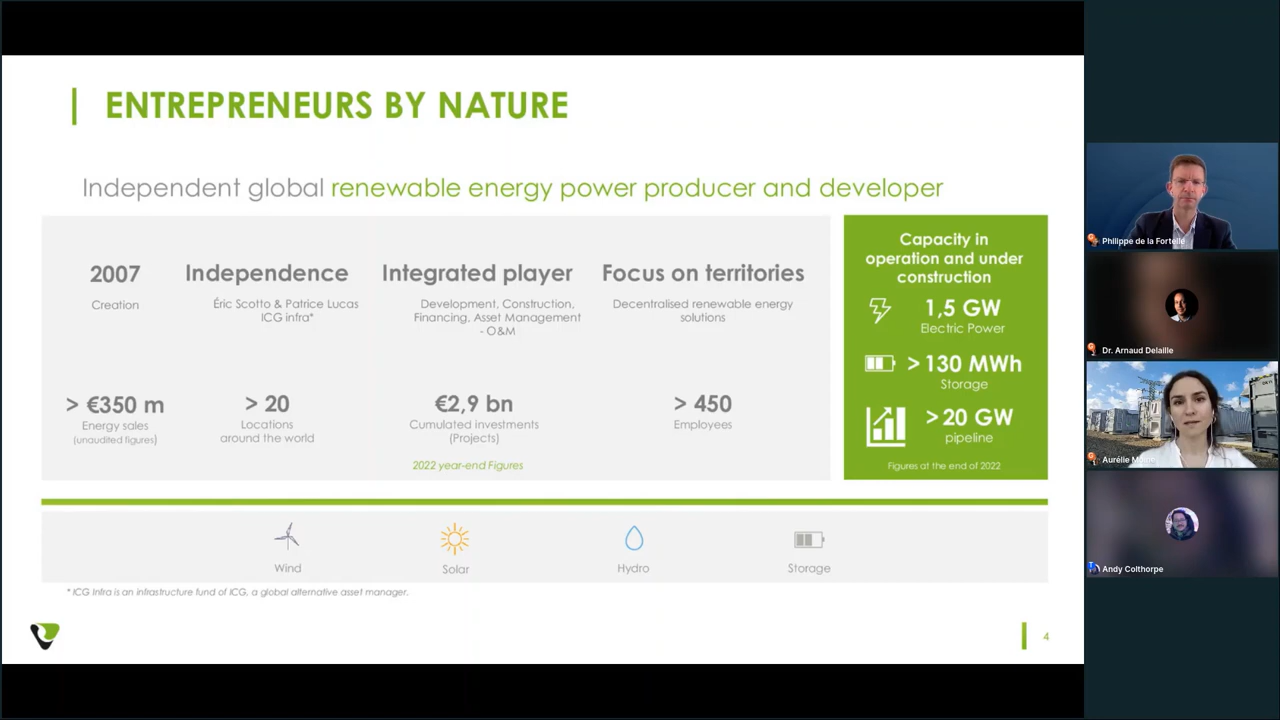 ENTREPRENEURS BY NATURE
Independent global renewable energy power producer and developer
2007
Creation
Independence
Éric Scotto & Patrice Lucas
ICG infra*
Integrated player
Development, Construction,
Financing, Asset Management
- O&M
Focus on territories
Decentralised renewable energy
solutions
> €350 m
Energy sales
(unaudited figures)
> 20
Locations
around the world
€2,9 bn
Cumulated investments
(Projects)
> 450
Employees
2022 year-end Figures
Capacity in
operation and under
construction
1,5 GW
Electric Power
> 130 MWh
Storage
> 20 GW
pipeline
Figures at the end of 2022
Wind
Solar
Hydro
Storage
* ICG Infra is an infrastructure fund of ICG, a global alternative asset manager.
4
Philippe de la Fortelle
Dr. Arnaud Delaille
Aurélie
Andy Colthorpe